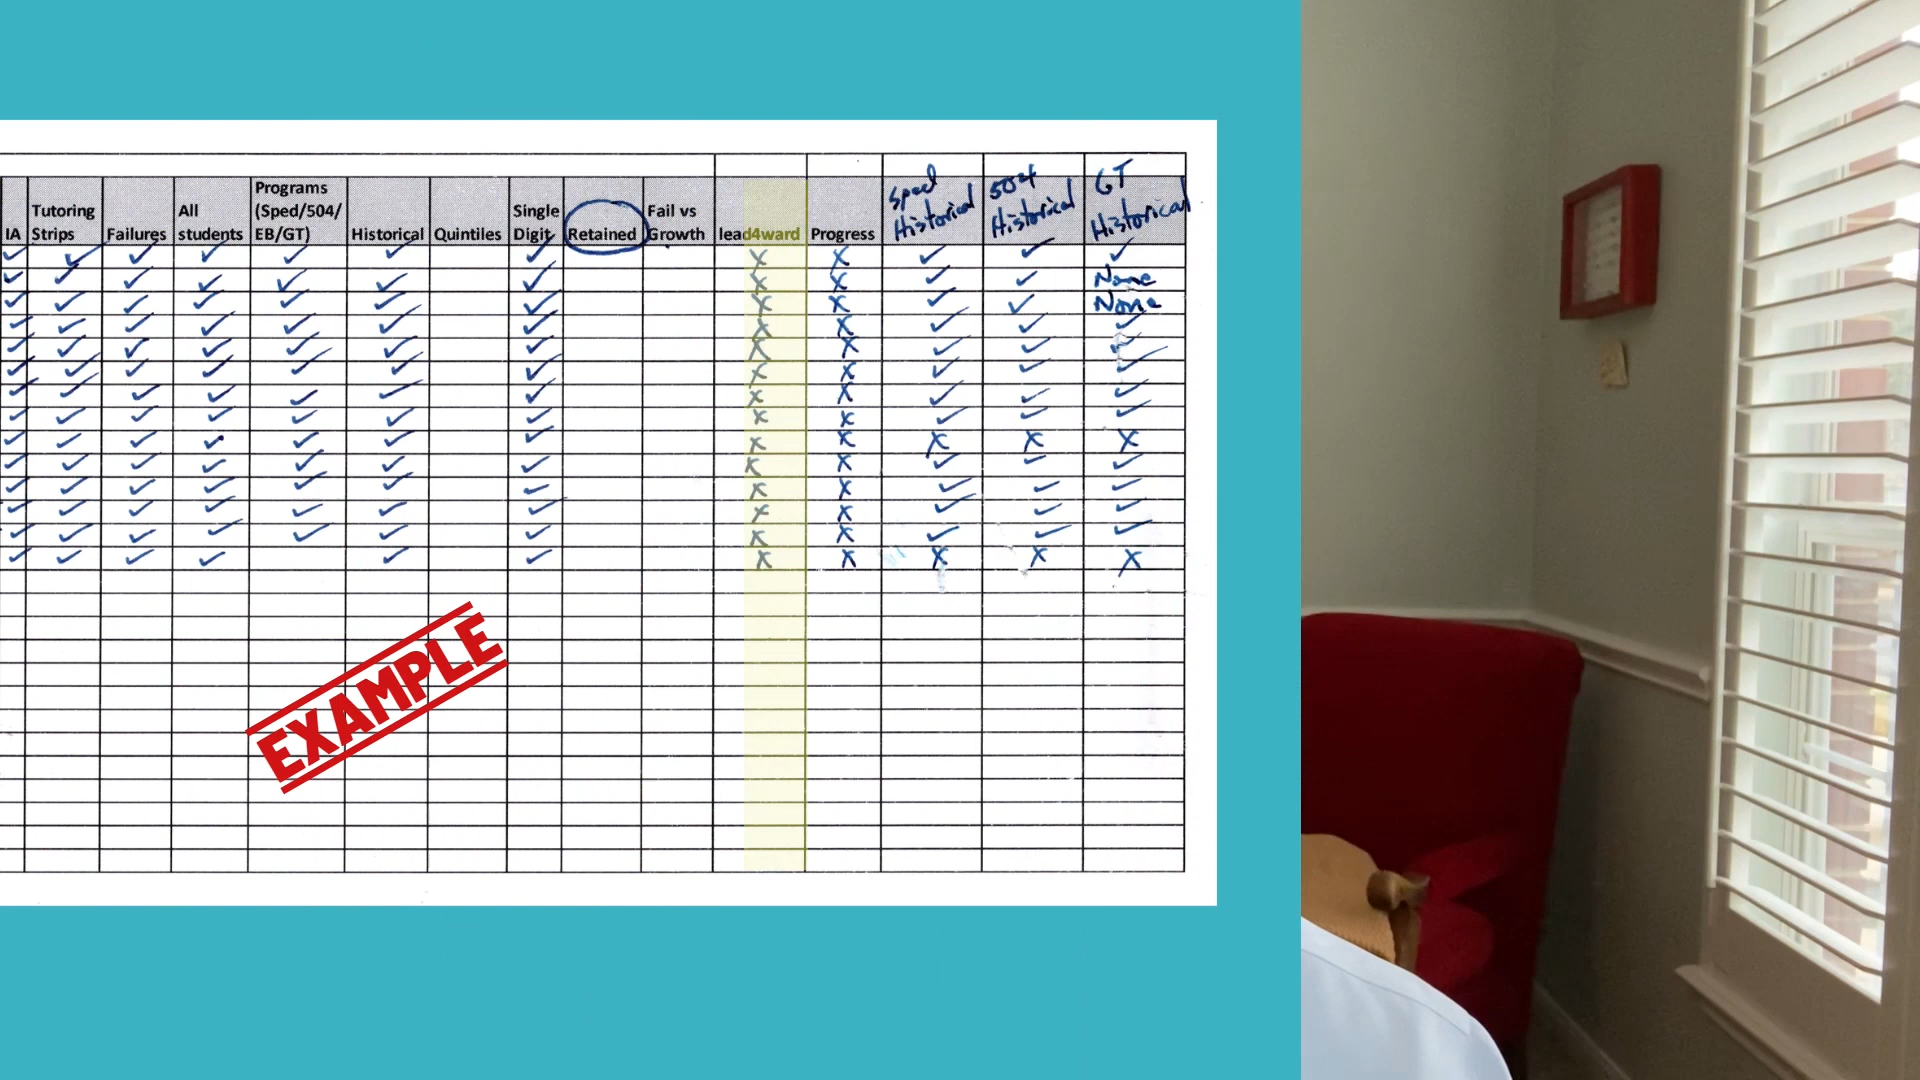 IA
Tutoring Strips
Failures
All students
Programs (Sped/504/ EB/GT)
Historical
Quintiles
Single Digit
Retained
Fail vs Growth
lead4ward
Progress
Sped Historical
504 Historical
GT Historical
None
None
EXAMPLE